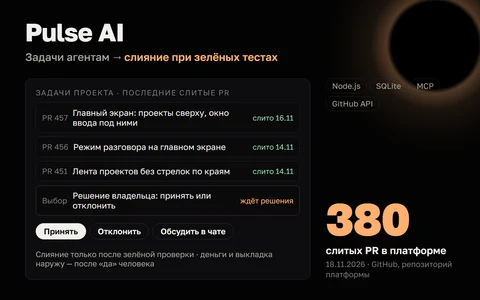 Pulse AI
Задачи агентам → слияние при зелёных тестах
ЗАДАЧИ ПРОЕКТА · ПОСЛЕДНИЕ СЛИТЫЕ PR
PR 457 Главный экран: проекты сверху, окно ввода под ними слито 16.11
PR 456 Режим разговора на главном экране слито 14.11
PR 451 Лента проектов без стрелок по краям слито 14.11
Выбор Решение владельца: принять или отклонить ждёт решения
Принять Отклонить Обсудить в чате
Слияние только после зелёной проверки · деньги и выкладка
наружу — после «да» человека
Node.js SQLite MCP
GitHub API
380
слитых PR в платформе
18.11.2026 · GitHub, репозиторий
платформы